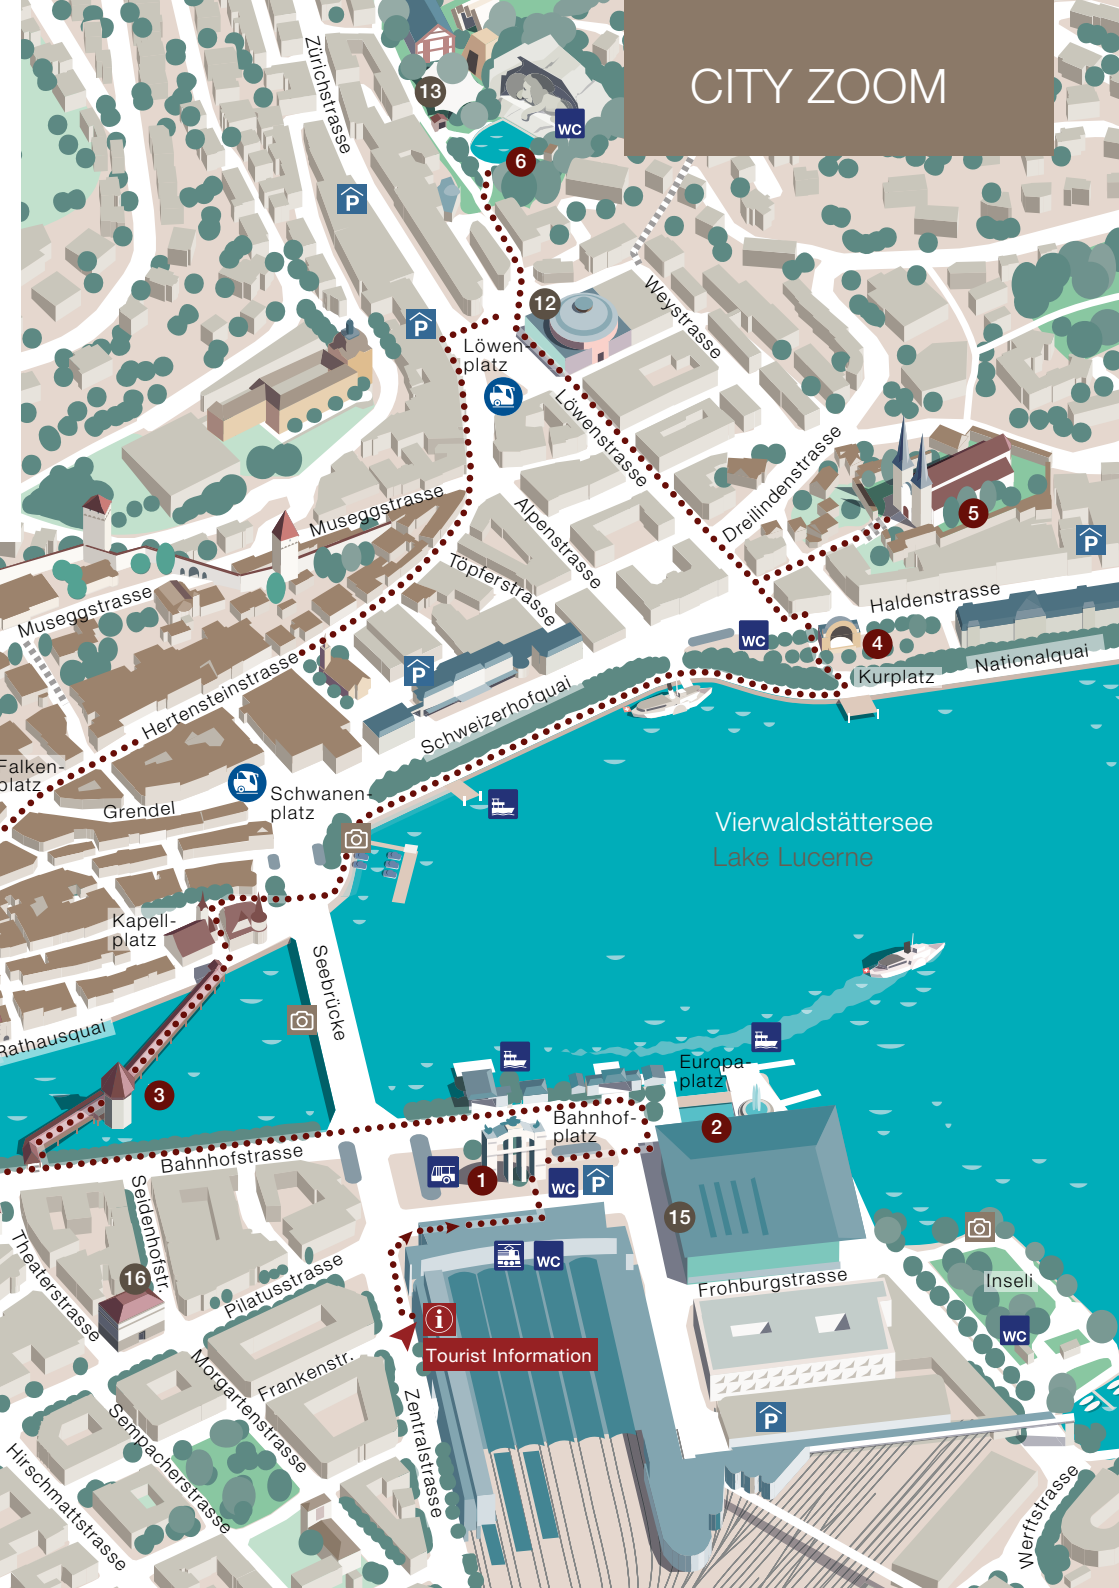 CITY ZOOM
Zürichstrasse
13
WC
6
P
12
Weystrasse
P
Löwen-
platz
Löwenstrasse
Dreilindenstrasse
Museggstrasse
Alpenstrasse
5
P
Töpferstrasse
Museggstrasse
Haldenstrasse
WC
4
Hertensteinstrasse
P
Kurplatz
Nationalquai
Schweizerhofquai
Falken-
platz
Grendel
Schwanen-
platz
Vierwaldstättersee
Lake Lucerne
Kapell-
platz
Seebrücke
Rathausquai
3
Europa-
platz
Bahnhof-
platz
2
Bahnhofstrasse
1
WC
P
Seidenhofstr.
15
Theaterstrasse
WC
16
Pilatusstrasse
Frohburgstrasse
Inseli
i
WC
Tourist Information
Morgartenstrasse
Frankenstr.
Zentralstrasse
P
Sempacherstrasse
Hirschmattstrasse
Werftstrasse